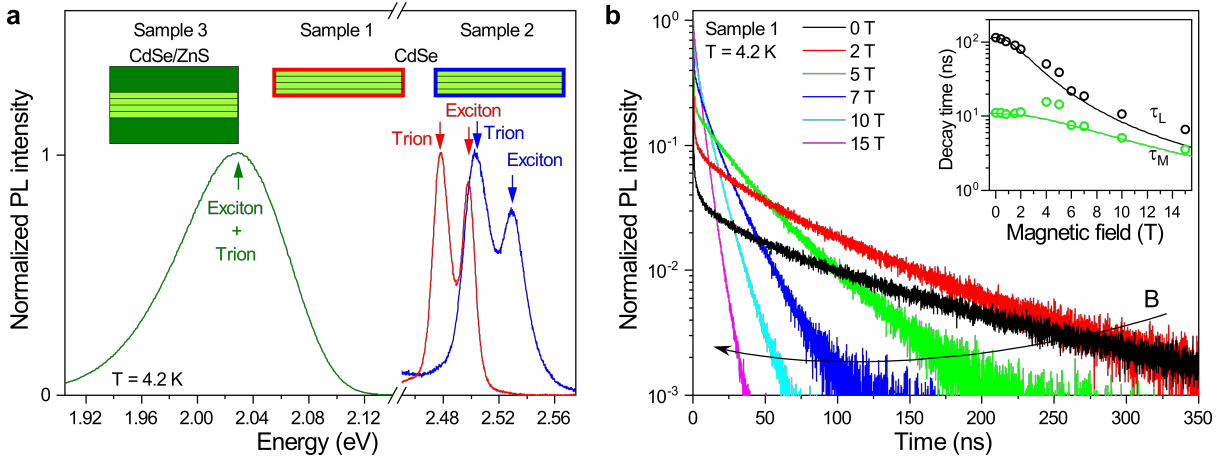 a
Sample 3
Sample 1
Sample 2
CdSe/ZnS
CdSe
Exciton
Trion
Trion
Exciton
1
Exciton
+
Trion
T = 4.2 K
0
Normalized PL intensity
1.92
1.96
2.00
2.04
2.08
2.12
2.48
2.52
2.56
Energy (eV)
b
Sample 1
T = 4.2 K
0 T
2 T
5 T
7 T
10 T
15 T
10⁰
10⁻¹
10⁻²
10⁻³
Normalized PL intensity
0
50
100
150
200
250
300
350
Time (ns)
B
Decay time (ns)
10²
10¹
10⁰
τL
τM
0
2
4
6
8
10
12
14
Magnetic field (T)